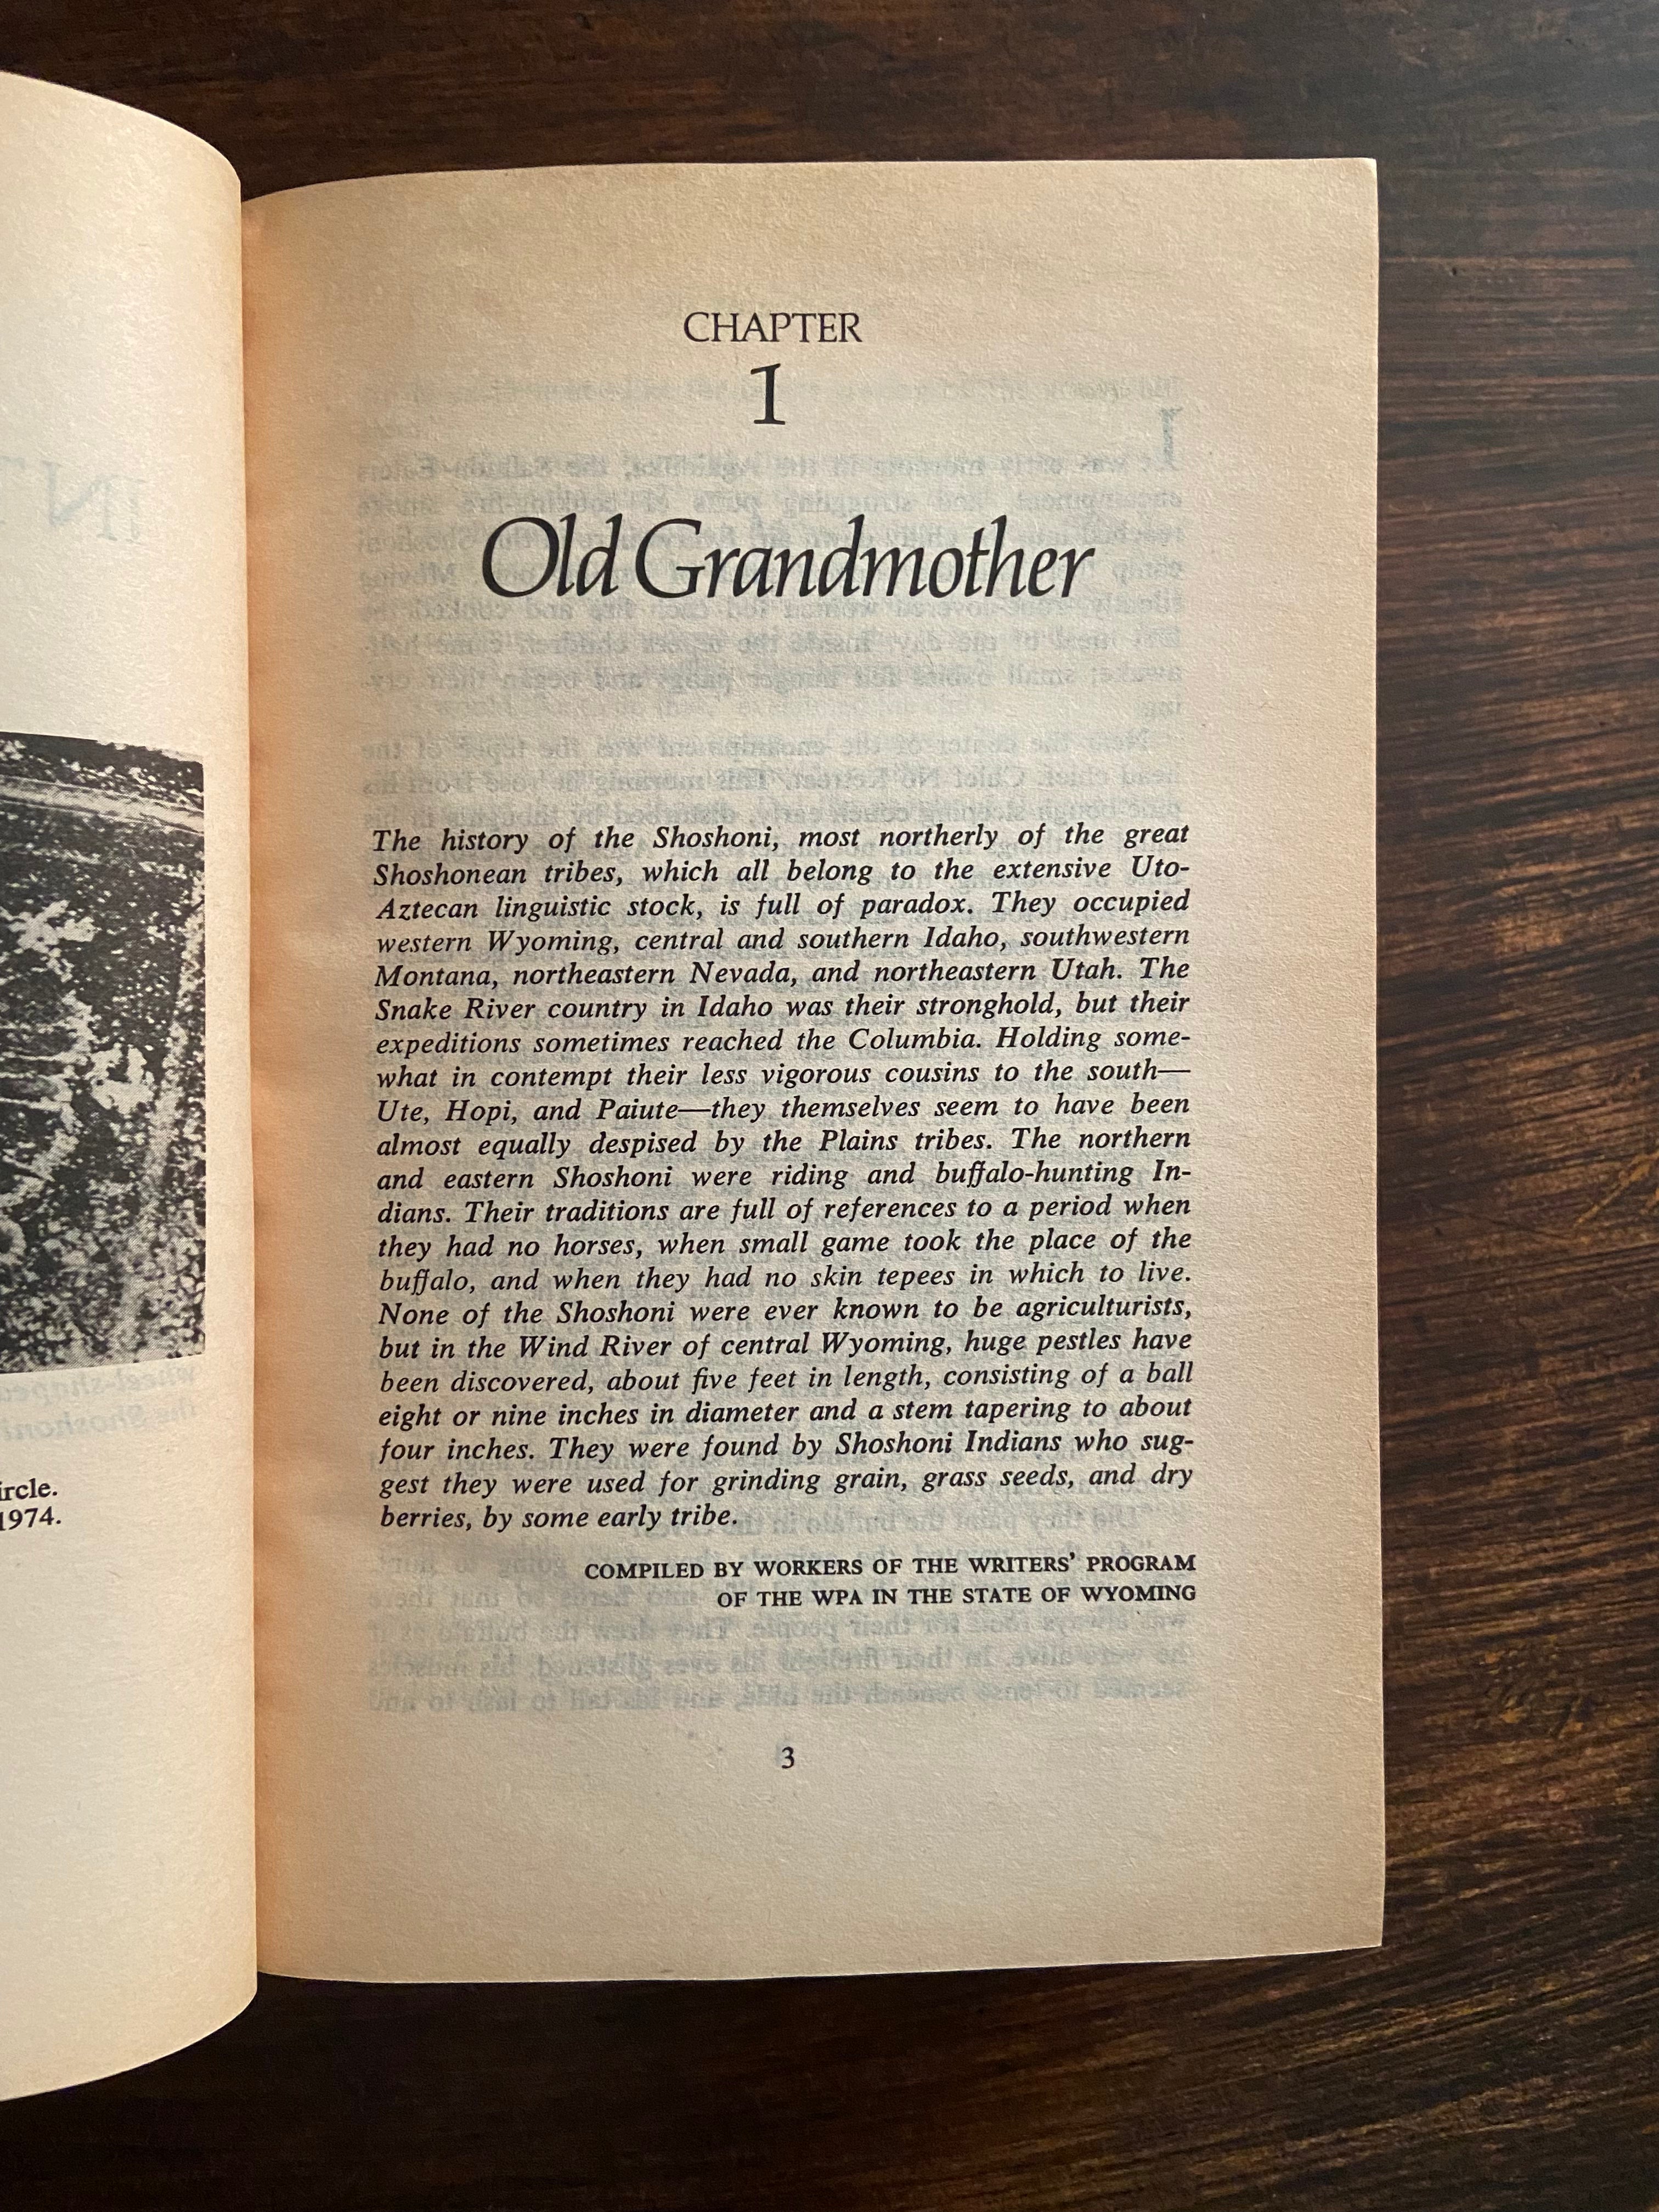 ircle.
1974.
CHAPTER
1
Old Grandmother
The history of the Shoshoni, most northerly of the great
Shoshonean tribes, which all belong to the extensive Uto-
Aztecan linguistic stock, is full of paradox. They occupied
western Wyoming, central and southern Idaho, southwestern
Montana, northeastern Nevada, and northeastern Utah. The
Snake River country in Idaho was their stronghold, but their
expeditions sometimes reached the Columbia. Holding some-
what in contempt their less vigorous cousins to the south—
Ute, Hopi, and Paiute—they themselves seem to have been
almost equally despised by the Plains tribes. The northern
and eastern Shoshoni were riding and buffalo-hunting In-
dians. Their traditions are full of references to a period when
they had no horses, when small game took the place of the
buffalo, and when they had no skin tepees in which to live.
None of the Shoshoni were ever known to be agriculturists,
but in the Wind River of central Wyoming, huge pestles have
been discovered, about five feet in length, consisting of a ball
eight or nine inches in diameter and a stem tapering to about
four inches. They were found by Shoshoni Indians who sug-
gest they were used for grinding grain, grass seeds, and dry
berries, by some early tribe.
COMPILED BY WORKERS OF THE WRITERS' PROGRAM
OF THE WPA IN THE STATE OF WYOMING
3